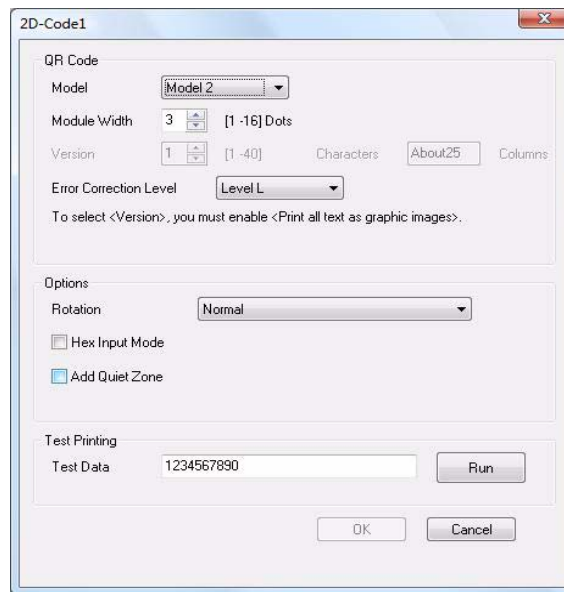 2D-Code1
QR Code
Model Model 2
Module Width 3 [1 -16] Dots
Version 1 [1 -40] Characters About25 Columns
Error Correction Level Level L
To select <Version>, you must enable <Print all text as graphic images>.
Options
Rotation Normal
Hex Input Mode
Add Quiet Zone
Test Printing
Test Data 1234567890 Run
OK Cancel